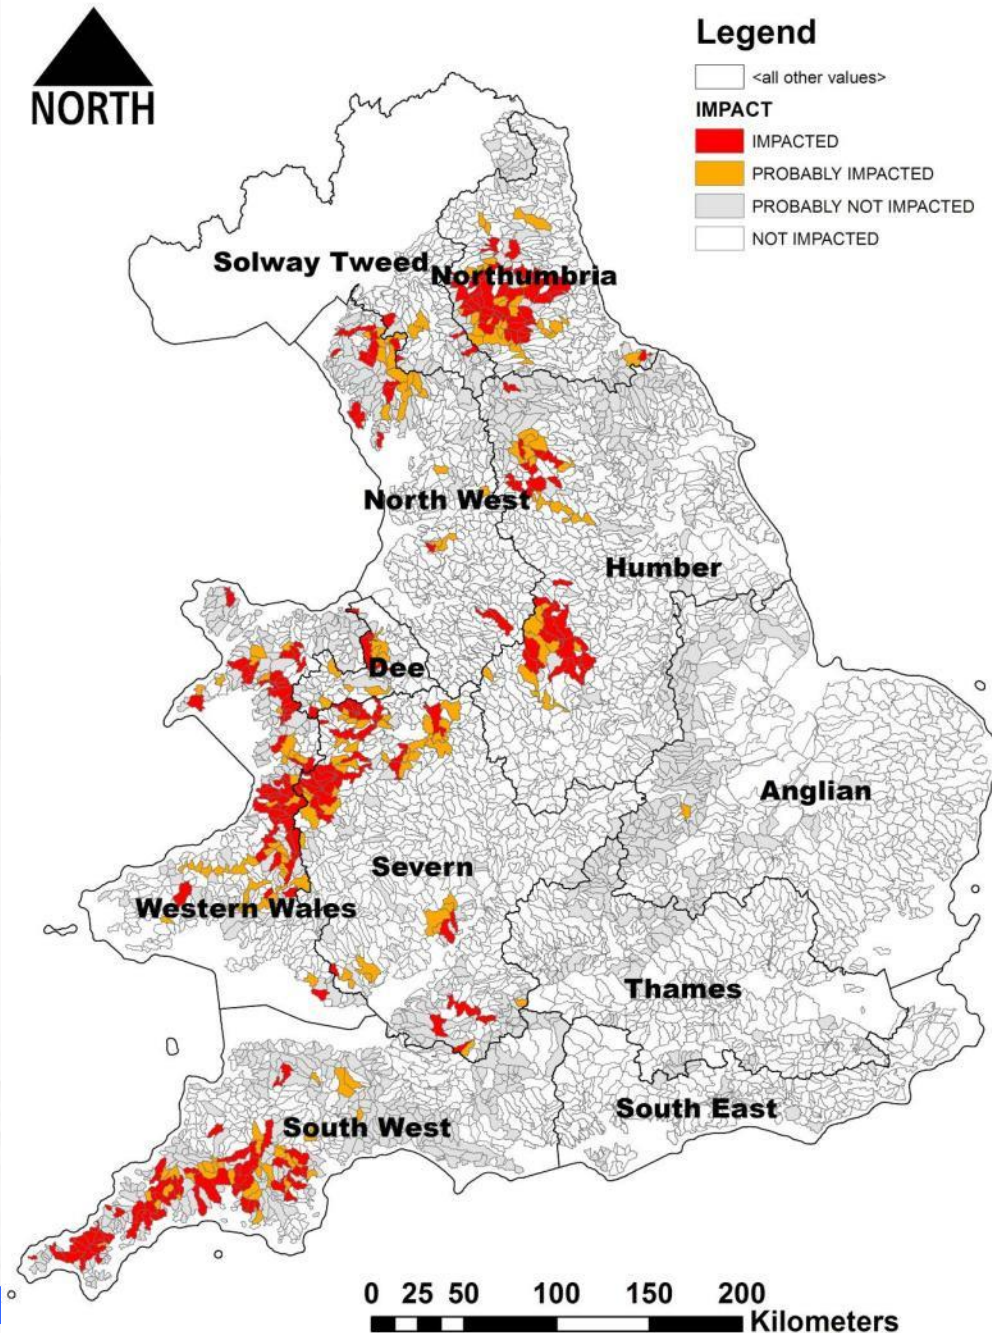 NORTH
Legend
<all other values>
IMPACT
IMPACTED
PROBABLY IMPACTED
PROBABLY NOT IMPACTED
NOT IMPACTED
Solway Tweed
Northumbria
North West
Humber
Dee
Anglian
Severn
Western Wales
Thames
South East
South West
0 25 50 100 150 200
Kilometers